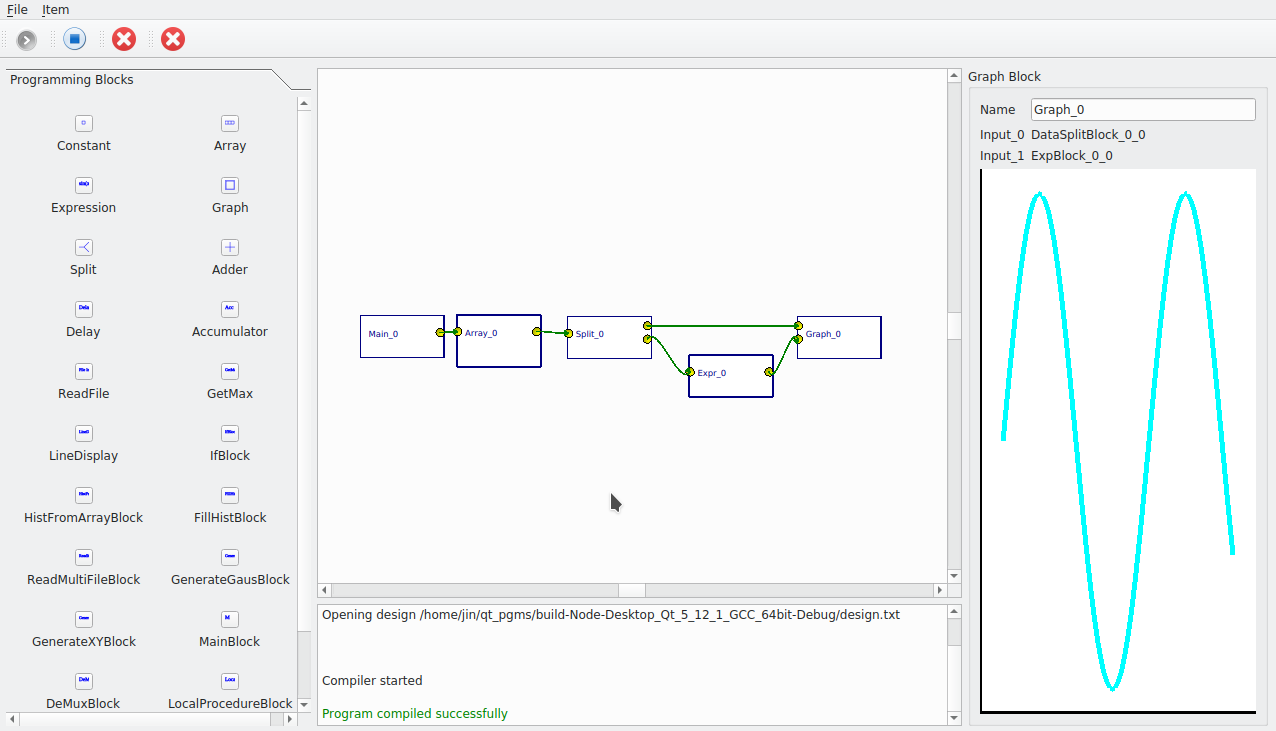 File Item
Programming Blocks
Constant Array
Expression Graph
Split Adder
Delay Accumulator
ReadFile GetMax
LineDisplay IfBlock
HistFromArrayBlock FillHistBlock
ReadMultiFileBlock GenerateGausBlock
GenerateXYBlock MainBlock
DeMuxBlock LocalProcedureBlock
Main_0 Array_0 Split_0 Graph_0
Expr_0
Opening design /home/jin/qt_pgms/build-Node-Desktop_Qt_5_12_1_GCC_64bit-Debug/design.txt
Compiler started
Program compiled successfully
Graph Block
Name Graph_0
Input_0 DataSplitBlock_0_0
Input_1 ExpBlock_0_0